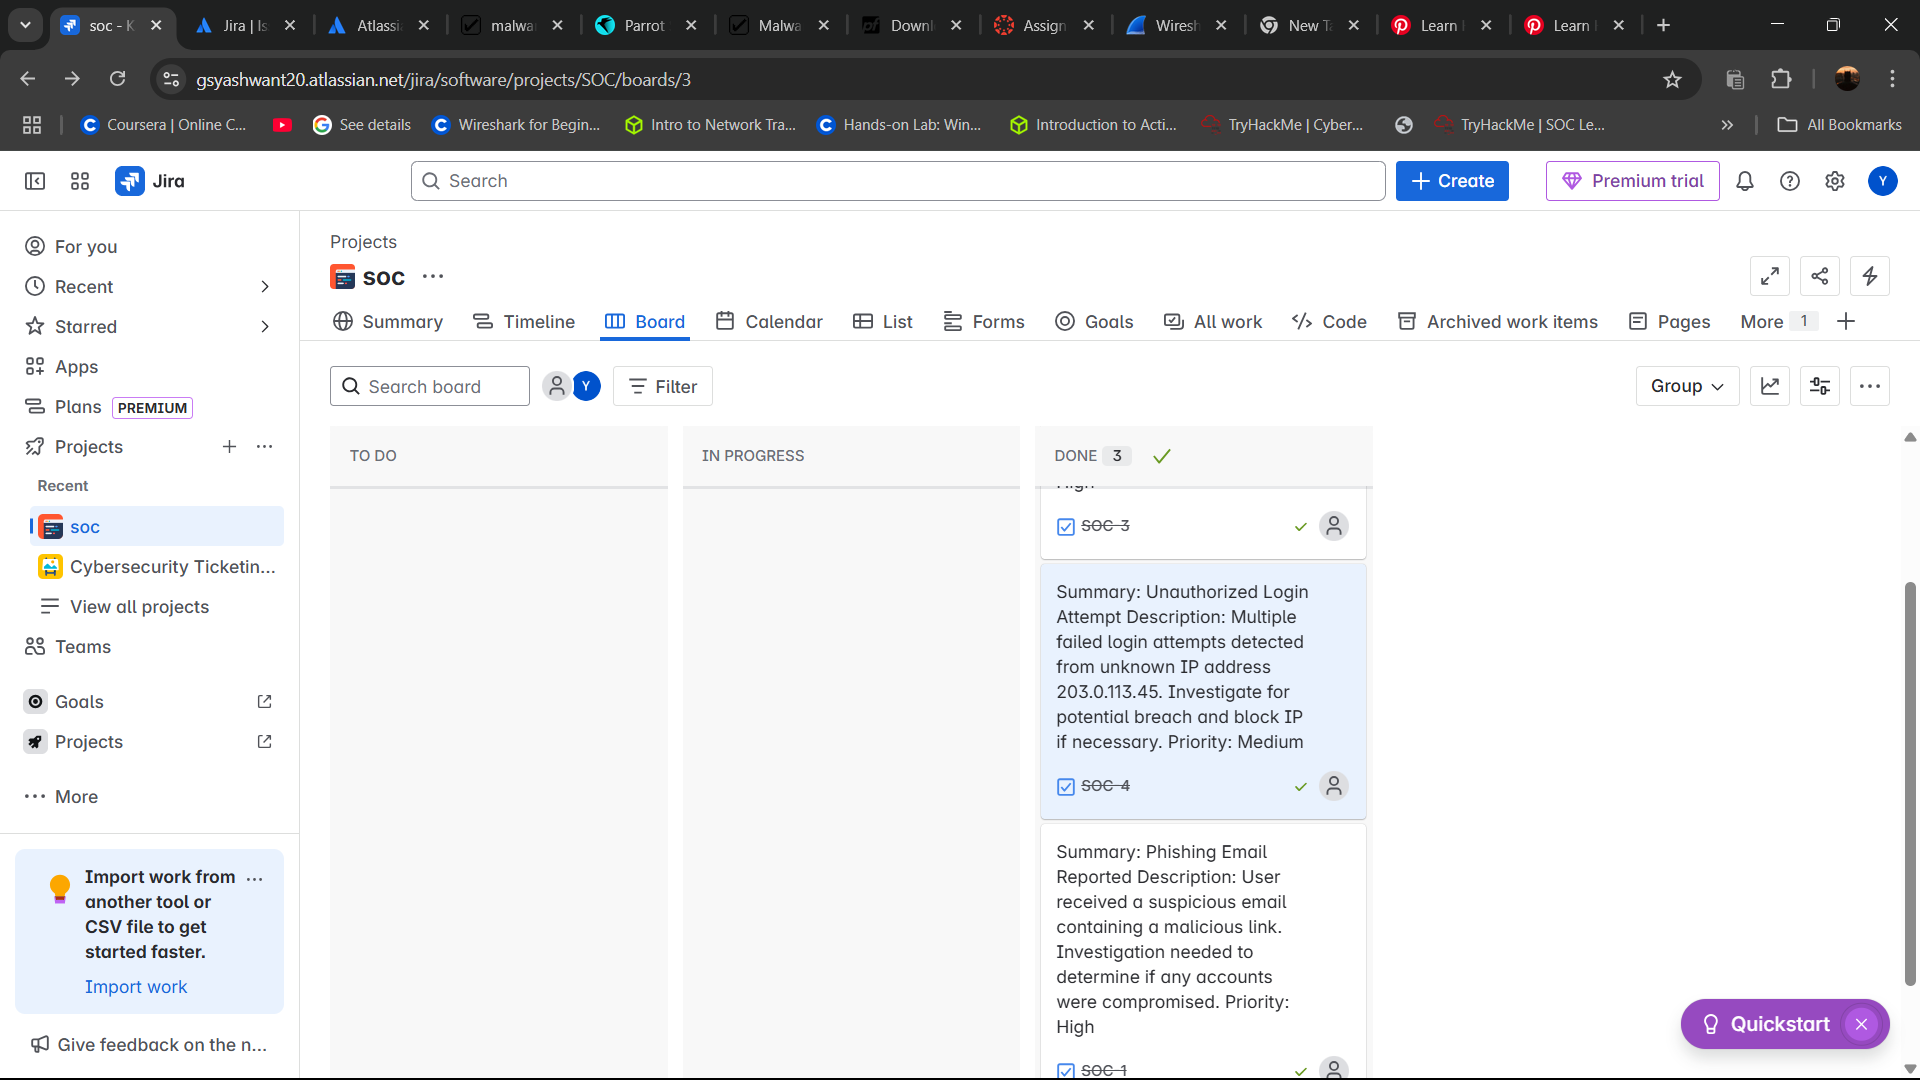 soc - K
Jira | Is
Atlassia
malwa
Parrot
Malwa
Downl
Assign
Wiresh
New Ta
Learn
Learn
gsyashwant20.atlassian.net/jira/software/projects/SOC/boards/3
Coursera | Online C...
See details
Wireshark for Begin...
Intro to Network Tra...
Hands-on Lab: Win...
Introduction to Acti...
TryHackMe | Cyber...
TryHackMe | SOC Le...
All Bookmarks
Jira
Search
Create
Premium trial
Y
For you
Recent
Starred
Apps
Plans PREMIUM
Projects
Recent
soc
Cybersecurity Ticketin...
View all projects
Teams
Goals
Projects
More
Import work from
another tool or
CSV file to get
started faster.
Import work
Give feedback on the n...
Projects
soc
Summary
Timeline
Board
Calendar
List
Forms
Goals
All work
Code
Archived work items
Pages
More 1
Search board
Y
Filter
Group
TO DO
IN PROGRESS
DONE 3
High
SOC-3
Summary: Unauthorized Login
Attempt Description: Multiple
failed login attempts detected
from unknown IP address
203.0.113.45. Investigate for
potential breach and block IP
if necessary. Priority: Medium
SOC-4
Summary: Phishing Email
Reported Description: User
received a suspicious email
containing a malicious link.
Investigation needed to
determine if any accounts
were compromised. Priority:
High
SOC-1
Quickstart